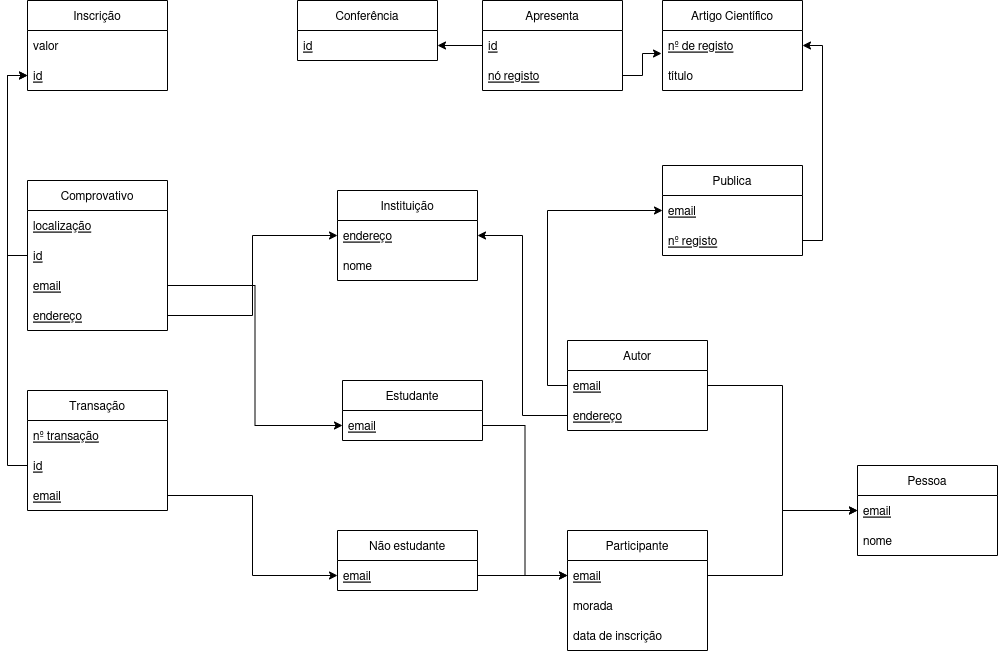 Inscrição
valor
id
Conferência
id
Apresenta
id
nó registo
Artigo Científico
nº de registo
título
Comprovativo
localização
id
email
endereço
Instituição
endereço
nome
Publica
email
nº registo
Autor
email
endereço
Estudante
email
Transação
nº transação
id
email
Não estudante
email
Participante
email
morada
data de inscrição
Pessoa
email
nome